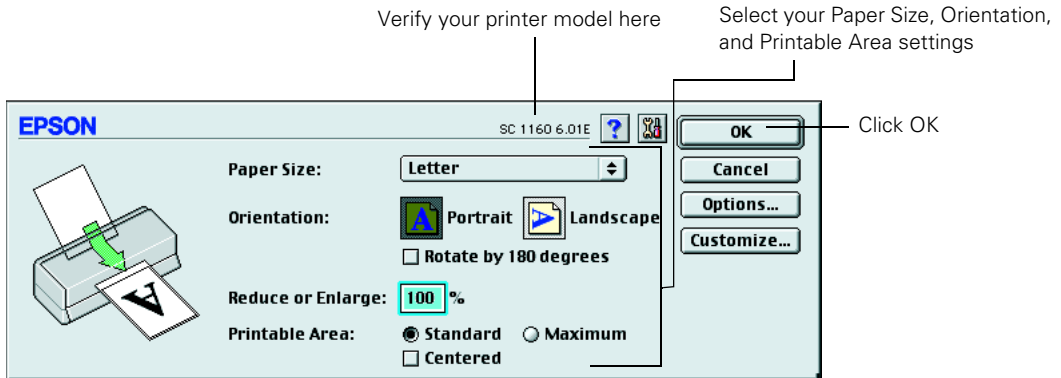 Verify your printer model here
Select your Paper Size, Orientation,
and Printable Area settings
EPSON
SC 1160 6.01E
?
OK
Click OK
Paper Size:
Letter
Cancel
Orientation:
A
Portrait
A
Landscape
Options...
Rotate by 180 degrees
Customize...
Reduce or Enlarge:
100 %
Printable Area:
Standard
Maximum
Centered
A